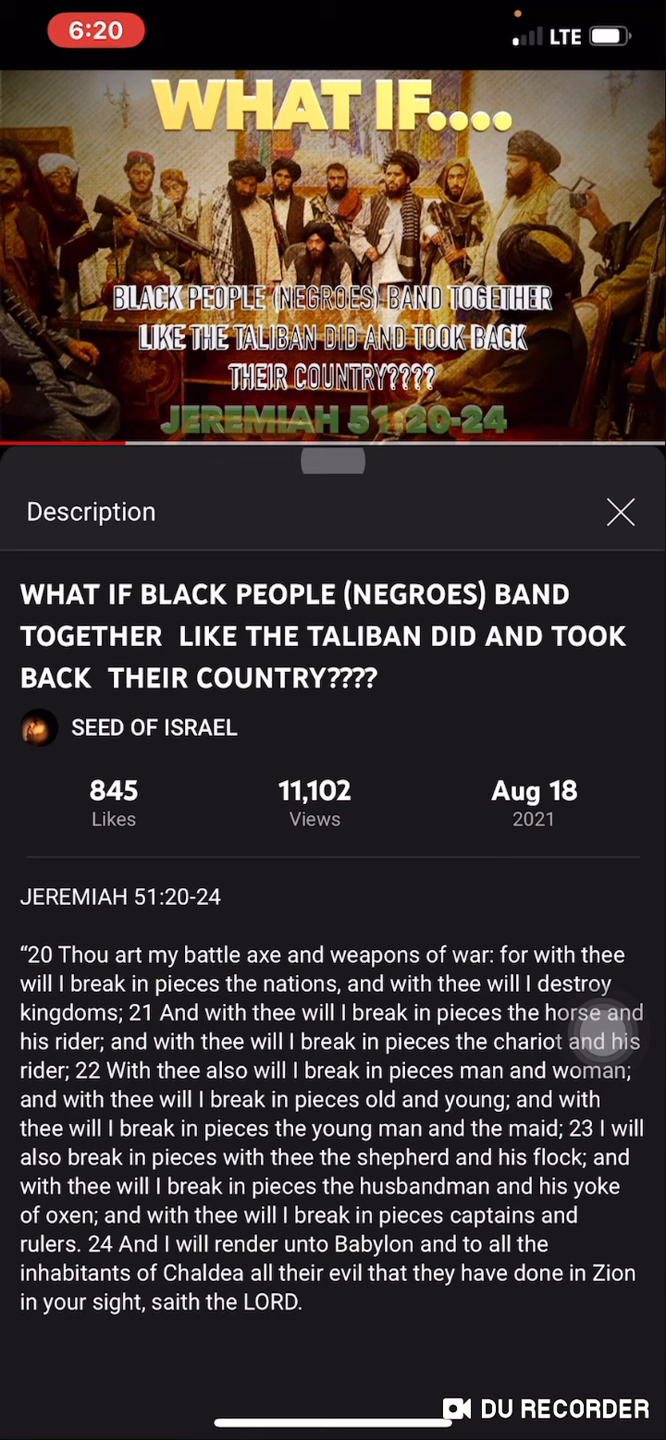 6:20
LTE
WHAT IF....
BLACK PEOPLE (NEGROES) BAND TOGETHER
LIKE THE TALIBAN DID AND TOOK BACK
THEIR COUNTRY????
JEREMIAH 51:20-24
Description
WHAT IF BLACK PEOPLE (NEGROES) BAND
TOGETHER LIKE THE TALIBAN DID AND TOOK
BACK THEIR COUNTRY????
SEED OF ISRAEL
845 11,102 Aug 18
Likes Views 2021
JEREMIAH 51:20-24
“20 Thou art my battle axe and weapons of war: for with thee
will I break in pieces the nations, and with thee will I destroy
kingdoms; 21 And with thee will I break in pieces the horse and
his rider; and with thee will I break in pieces the chariot and his
rider; 22 With thee also will I break in pieces man and woman;
and with thee will I break in pieces old and young; and with
thee will I break in pieces the young man and the maid; 23 I will
also break in pieces with thee the shepherd and his flock; and
with thee will I break in pieces the husbandman and his yoke
of oxen; and with thee will I break in pieces captains and
rulers. 24 And I will render unto Babylon and to all the
inhabitants of Chaldea all their evil that they have done in Zion
in your sight, saith the LORD.
DU RECORDER